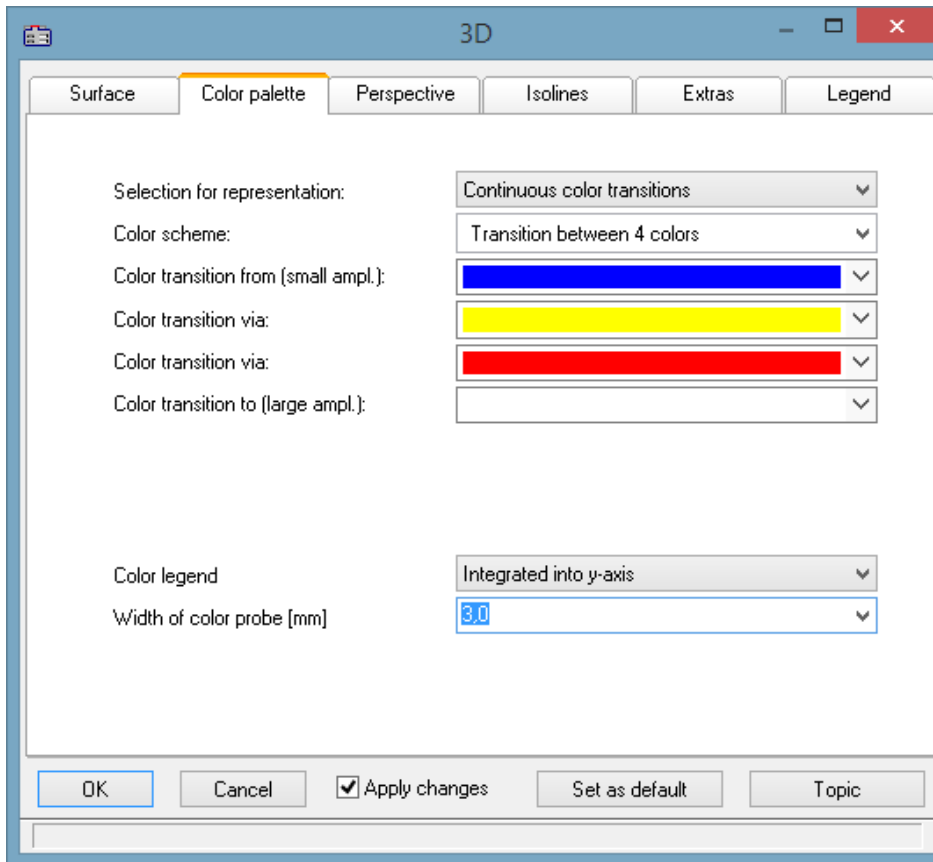 3D
Surface Color palette Perspective Isolines Extras Legend
Selection for representation: Continuous color transitions
Color scheme: Transition between 4 colors
Color transition from (small ampl.):
Color transition via:
Color transition via:
Color transition to (large ampl.):
Color legend Integrated into y-axis
Width of color probe [mm] 3,0
OK Cancel Apply changes Set as default Topic